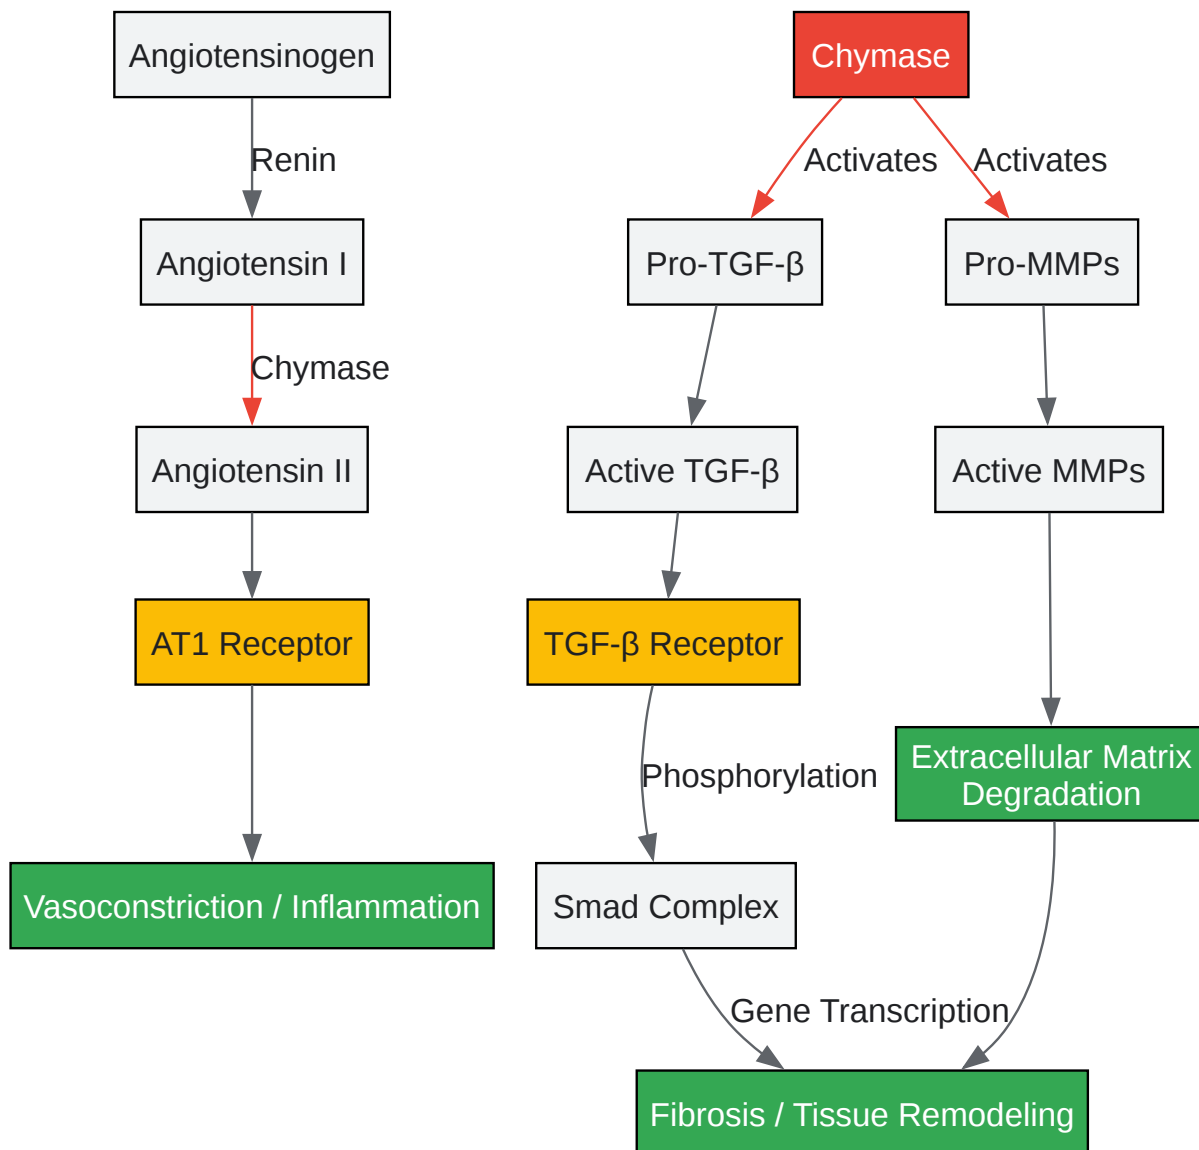 Angiotensinogen
Chymase
Renin
Activates
Activates
Angiotensin I
Pro-TGF-β
Pro-MMPs
Chymase
Angiotensin II
Active TGF-β
Active MMPs
AT1 Receptor
TGF-β Receptor
Phosphorylation
Extracellular Matrix
Degradation
Vasoconstriction / Inflammation
Smad Complex
Gene Transcription
Fibrosis / Tissue Remodeling